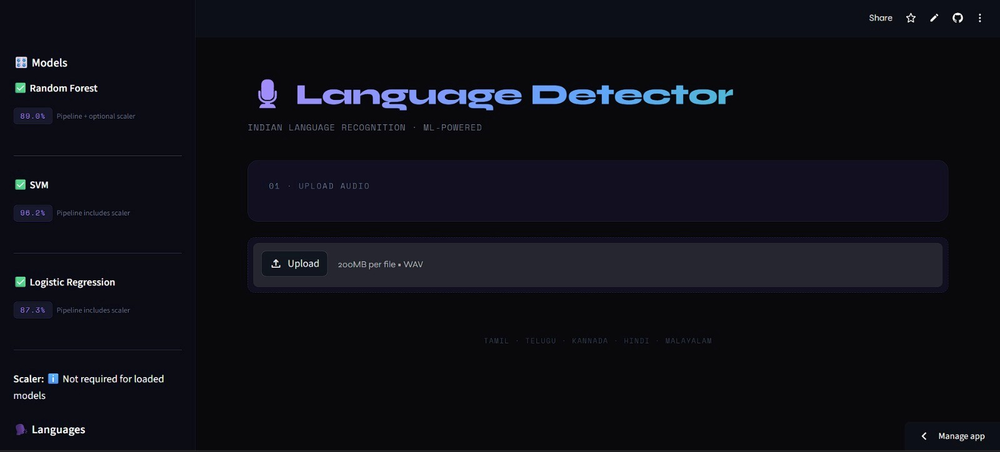 Share
Models
Random Forest
89.0% Pipeline + optional scaler
SVM
96.2% Pipeline includes scaler
Logistic Regression
87.3% Pipeline includes scaler
Scaler: Not required for loaded
models
Languages
Language Detector
INDIAN LANGUAGE RECOGNITION · ML-POWERED
01 · UPLOAD AUDIO
Upload 200MB per file • WAV
TAMIL · TELUGU · KANNADA · HINDI · MALAYALAM
Manage app